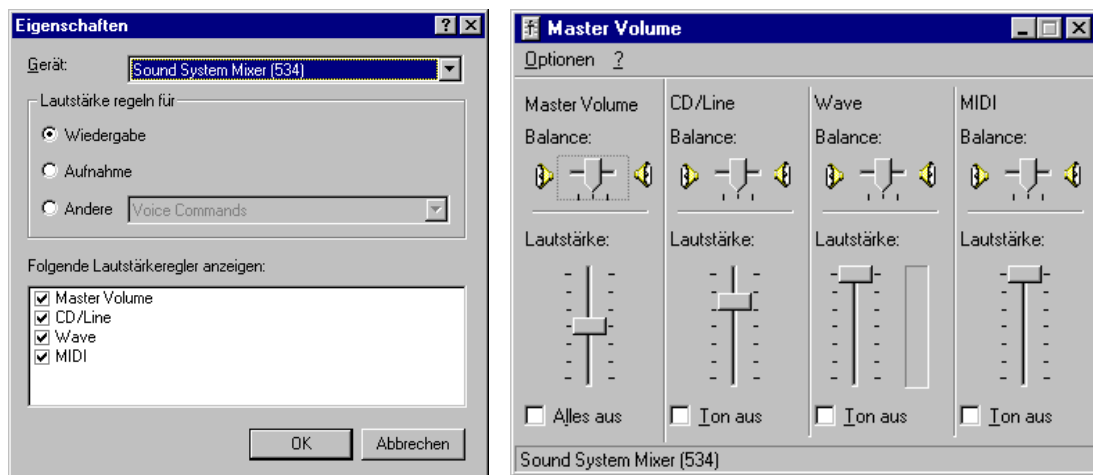 Eigenschaften
Gerät: Sound System Mixer (534)
Lautstärke regeln für
Wiedergabe
Aufnahme
Andere Voice Commands
Folgende Lautstärkeregler anzeigen:
Master Volume
CD/Line
Wave
MIDI
OK Abbrechen
Master Volume
Optionen ?
Master Volume CD/Line Wave MIDI
Balance: Balance: Balance: Balance:
Lautstärke: Lautstärke: Lautstärke: Lautstärke:
Alles aus Ton aus Ton aus Ton aus
Sound System Mixer (534)